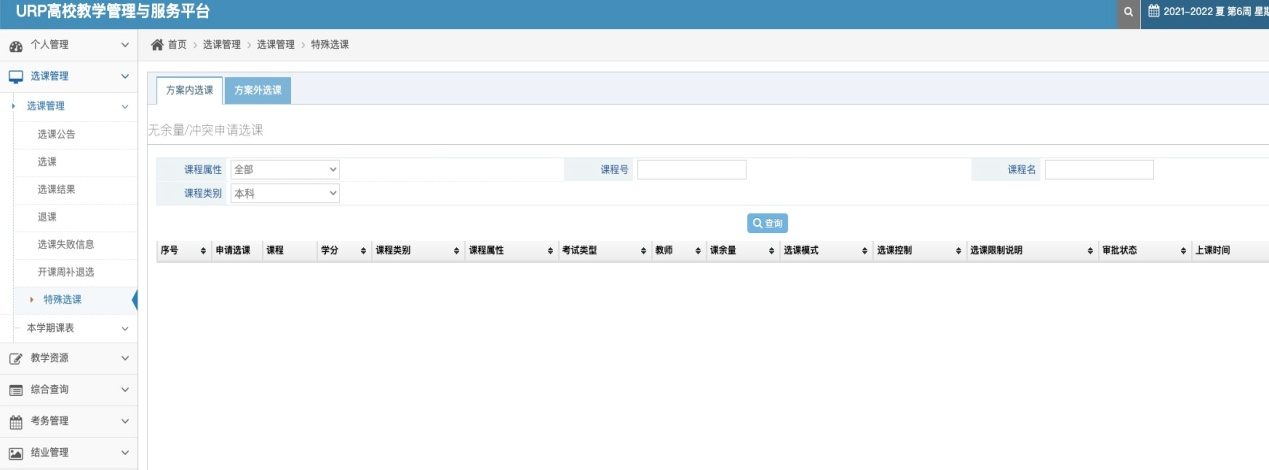 URP高校教学管理与服务平台
2021-2022 夏 第6周 星期
个人管理
首页 > 选课管理 > 选课管理 > 特殊选课
选课管理
方案内选课 方案外选课
选课管理
选课公告
无余量/冲突申请选课
选课
课程属性 全部 课程号 课程名
选课结果
课程类别 本科
退课
查询
选课失败信息
序号 申请选课 课程 学分 课程类别 课程属性 考试类型 教师 课余量 选课模式 选课控制 选课限制说明 审批状态 上课时间
开课周补退选
特殊选课
本学期课表
教学资源
综合查询
考务管理
结业管理